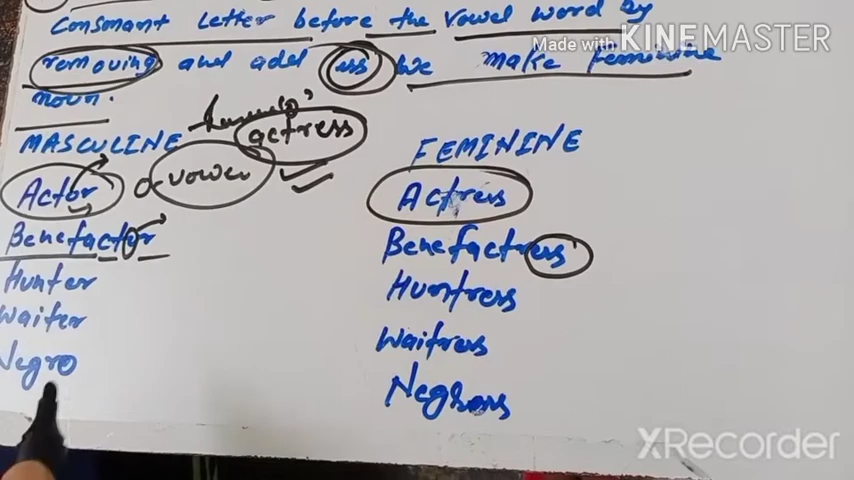 Consonant Letter before the vowel word by
Made with KINEMASTER
removing and add ess we make feminine
noun.
MASCULINE actress FEMININE
Actor o vowel Actress
Benefactor Benefactress
Hunter Huntress
Waiter Waitress
Negro
XRecorder